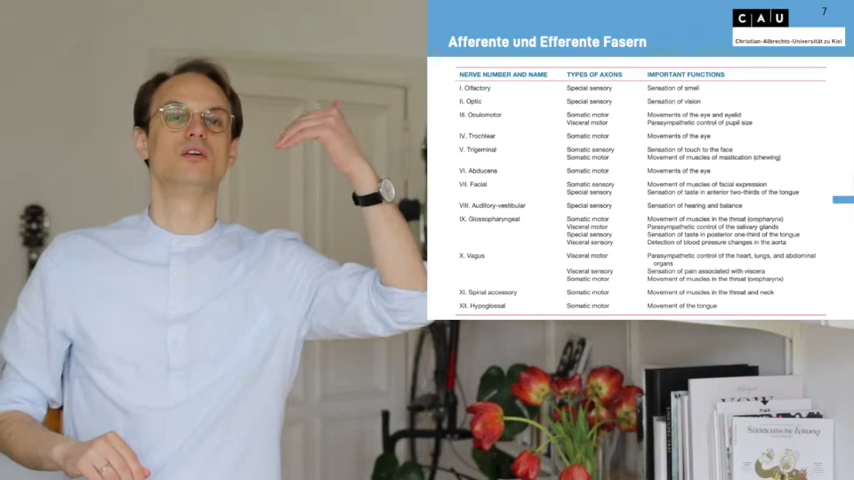 7
C A U
Christian-Albrechts-Universität zu Kiel
Afferente und Efferente Fasern
NERVE NUMBER AND NAME TYPES OF AXONS IMPORTANT FUNCTIONS
I. Olfactory Special sensory Sensation of smell
II. Optic Special sensory Sensation of vision
III. Oculomotor Somatic motor Movements of the eye and eyelid
Visceral motor Parasympathetic control of pupil size
IV. Trochlear Somatic motor Movements of the eye
V. Trigeminal Somatic sensory Sensation of touch to the face
Somatic motor Movement of muscles of mastication (chewing)
VI. Abducens Somatic motor Movements of the eye
VII. Facial Somatic sensory Movement of muscles of facial expression
Special sensory Sensation of taste in anterior two-thirds of the tongue
VIII. Auditory-vestibular Special sensory Sensation of hearing and balance
IX. Glossopharyngeal Somatic motor Movement of muscles in the throat (oropharynx)
Visceral motor Parasympathetic control of the salivary glands
Special sensory Sensation of taste in posterior one-third of the tongue
Visceral sensory Detection of blood pressure changes in the aorta
X. Vagus Visceral motor Parasympathetic control of the heart, lungs, and abdominal
organs
Visceral sensory Sensation of pain associated with viscera
Somatic motor Movement of muscles in the throat (oropharynx)
XI. Spinal accessory Somatic motor Movement of muscles in the throat and neck
XII. Hypoglossal Somatic motor Movement of the tongue
Süddeutsche Zeitung